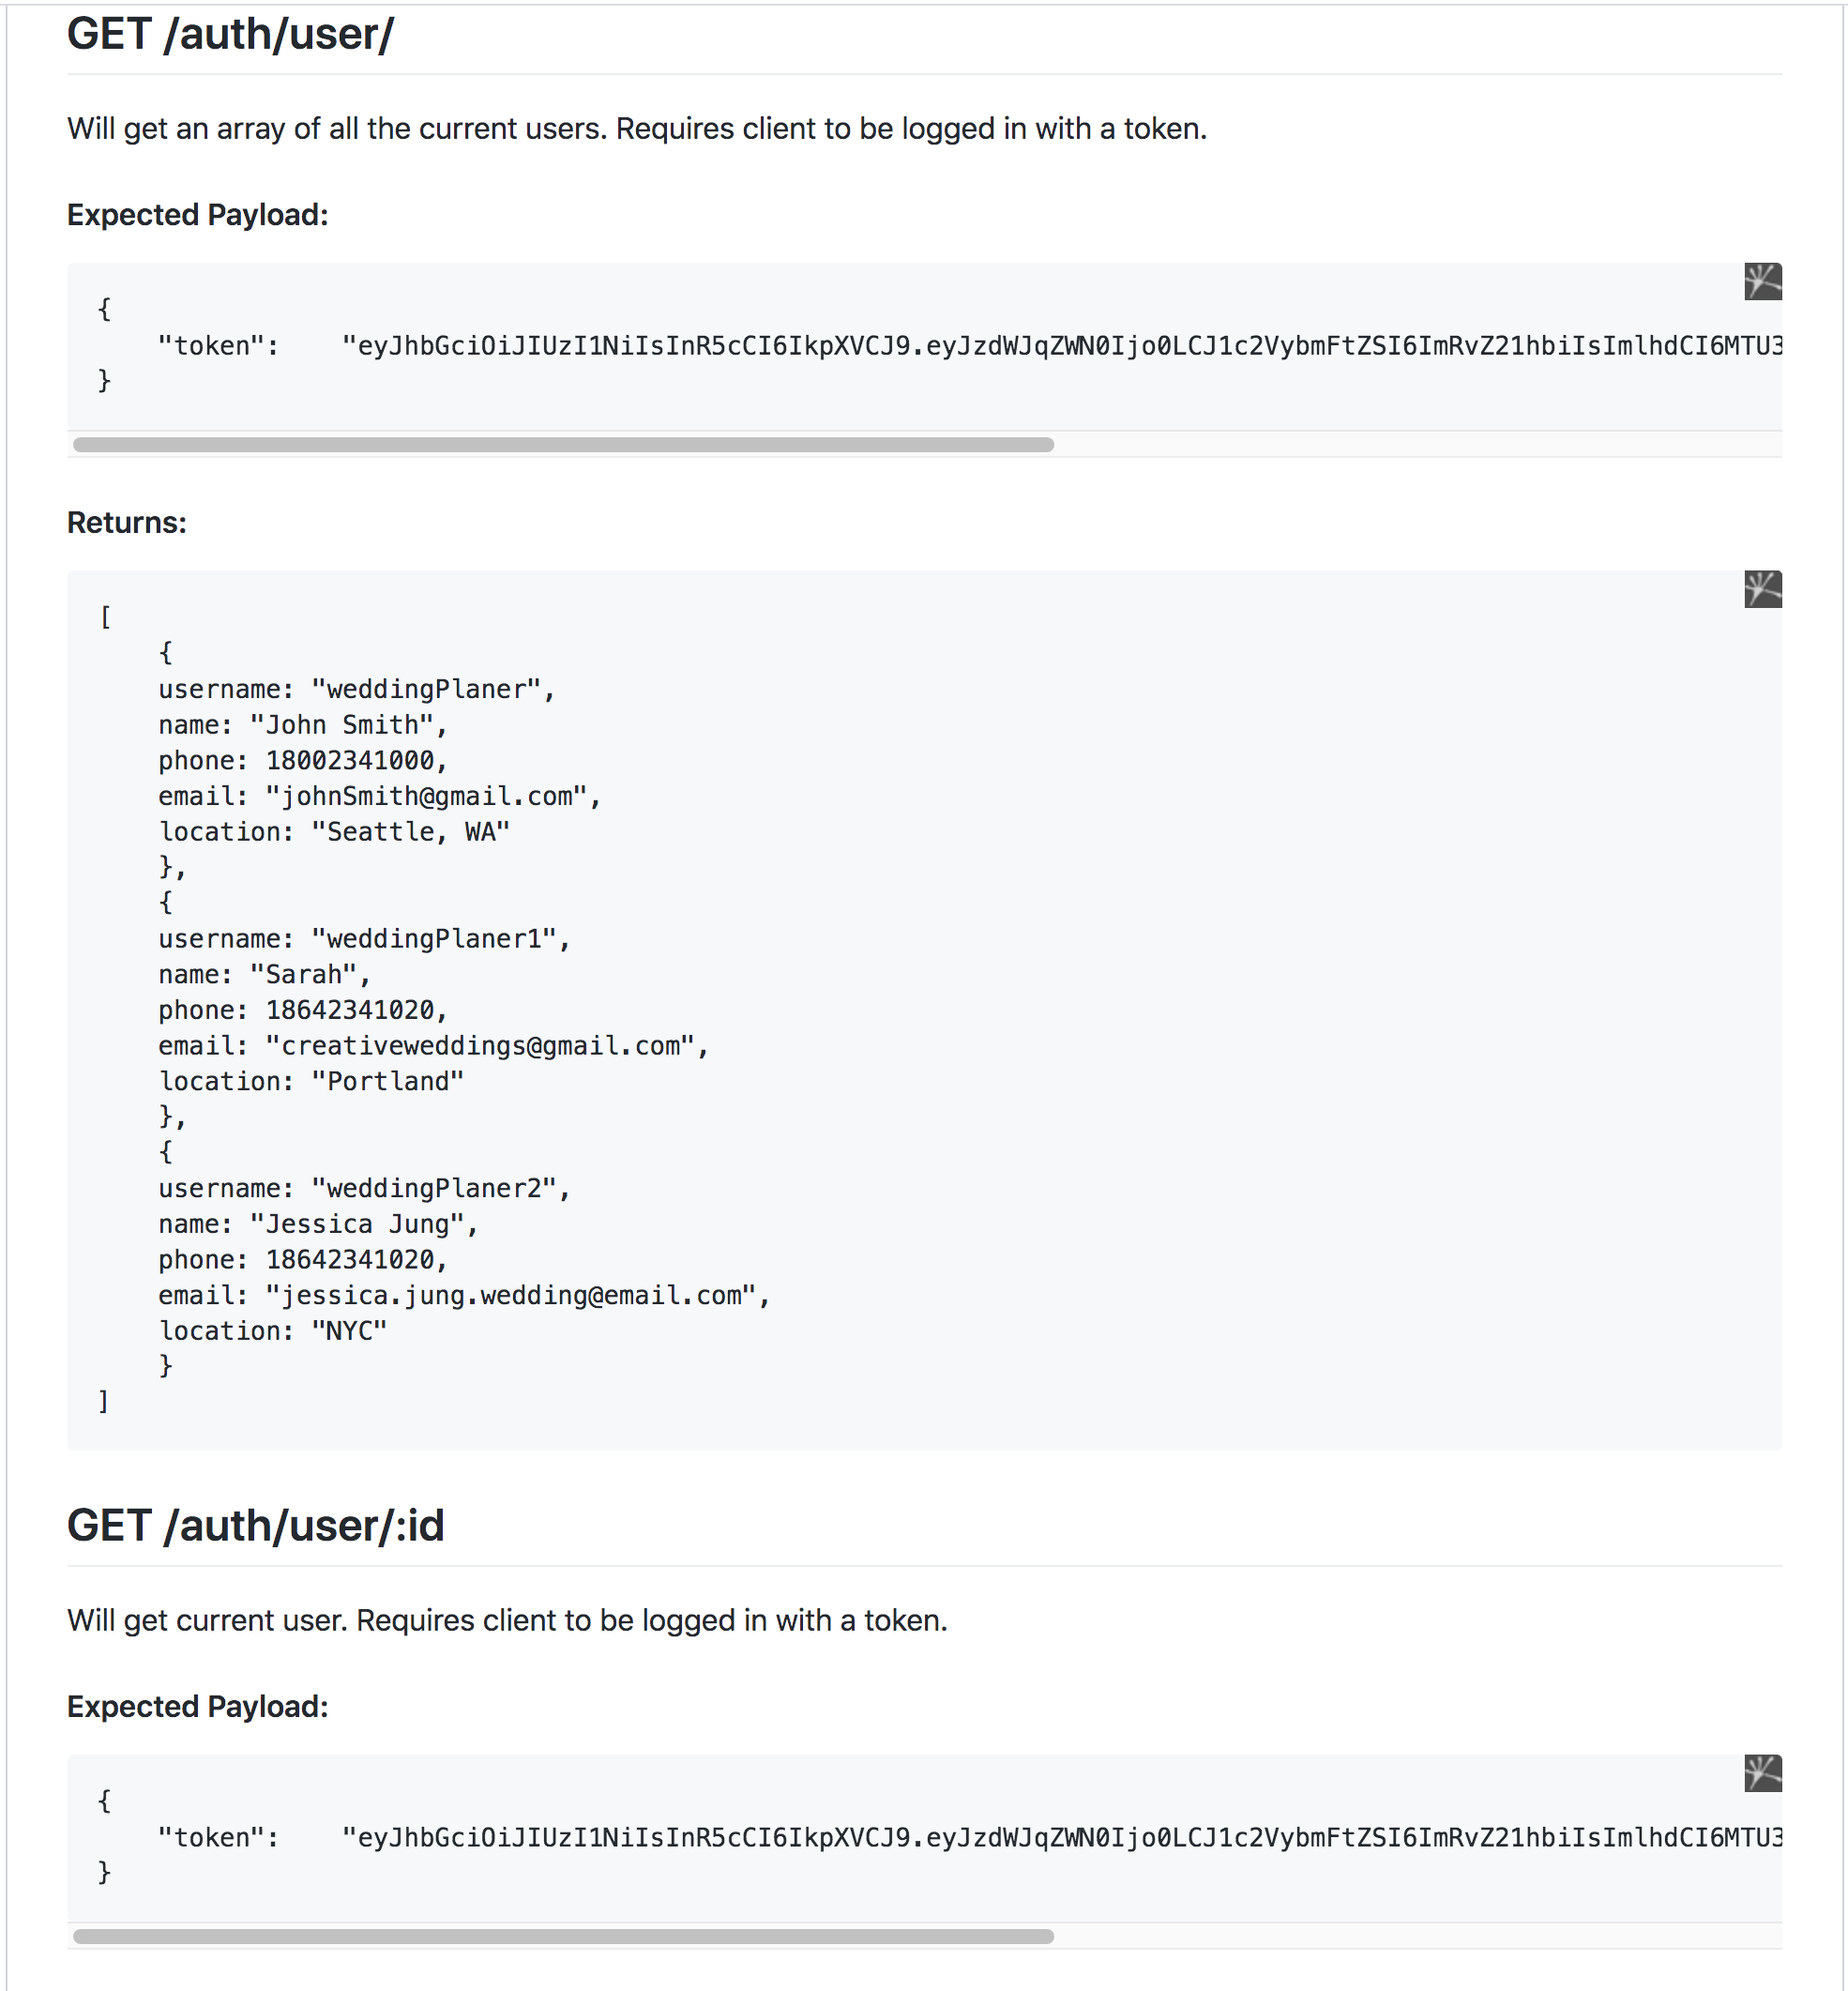 GET /auth/user/
Will get an array of all the current users. Requires client to be logged in with a token.
Expected Payload:
{
"token": "eyJhbGciOiJIUzI1NiIsInR5cCI6IkpXVCJ9.eyJzdWJqZWN0Ijo0LCJ1c2VybmFtZSI6ImRvZ21hbiIsImlhdCI6MTU3
}
Returns:
[
{
username: "weddingPlaner",
name: "John Smith",
phone: 18002341000,
email: "johnSmith@gmail.com",
location: "Seattle, WA"
},
{
username: "weddingPlaner1",
name: "Sarah",
phone: 18642341020,
email: "creativeweddings@gmail.com",
location: "Portland"
},
{
username: "weddingPlaner2",
name: "Jessica Jung",
phone: 18642341020,
email: "jessica.jung.wedding@email.com",
location: "NYC"
}
]
GET /auth/user/:id
Will get current user. Requires client to be logged in with a token.
Expected Payload:
{
"token": "eyJhbGciOiJIUzI1NiIsInR5cCI6IkpXVCJ9.eyJzdWJqZWN0Ijo0LCJ1c2VybmFtZSI6ImRvZ21hbiIsImlhdCI6MTU3
}